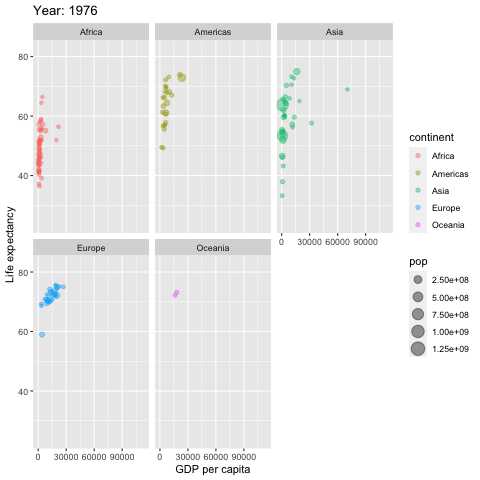 Year: 1976
Africa
Americas
Asia
80
60
40
0 30000 60000 90000
Europe
Oceania
80
60
40
0 30000 60000 90000
0 30000 60000 90000
GDP per capita
Life expectancy
continent
Africa
Americas
Asia
Europe
Oceania
pop
2.50e+08
5.00e+08
7.50e+08
1.00e+09
1.25e+09